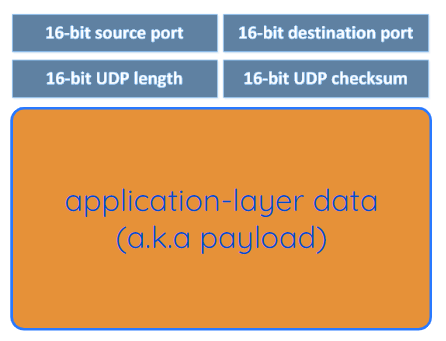 16-bit source port
16-bit destination port
16-bit UDP length
16-bit UDP checksum
application-layer data
(a.k.a payload)